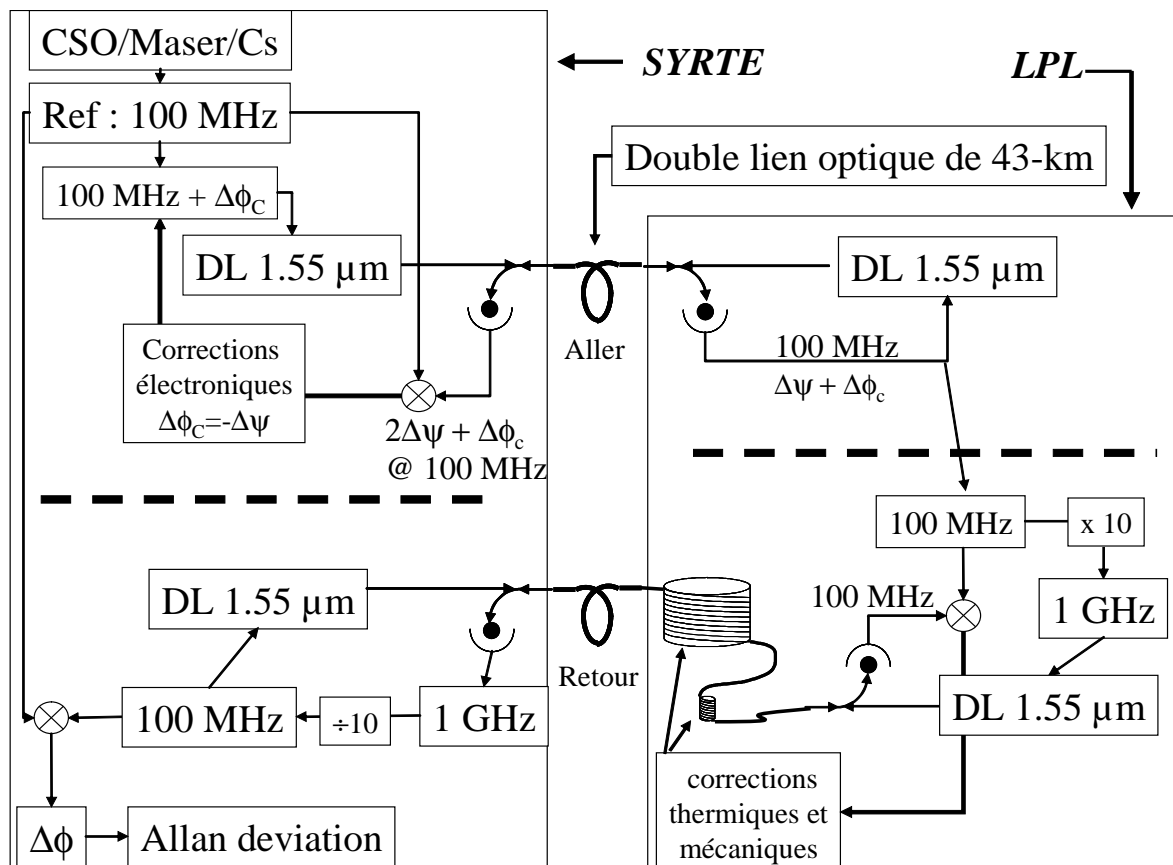 CSO/Maser/Cs
SYRTE
LPL
Ref : 100 MHz
Double lien optique de 43-km
100 MHz + Δϕ_C
DL 1.55 µm
DL 1.55 µm
Corrections
électroniques
Δϕ_C=-Δψ
Aller
100 MHz
Δψ + Δϕ_c
2Δψ + Δϕ_c
@ 100 MHz
100 MHz
x 10
DL 1.55 µm
100 MHz
1 GHz
Retour
100 MHz
÷10
1 GHz
DL 1.55 µm
corrections
thermiques et
mécaniques
Δϕ
Allan deviation